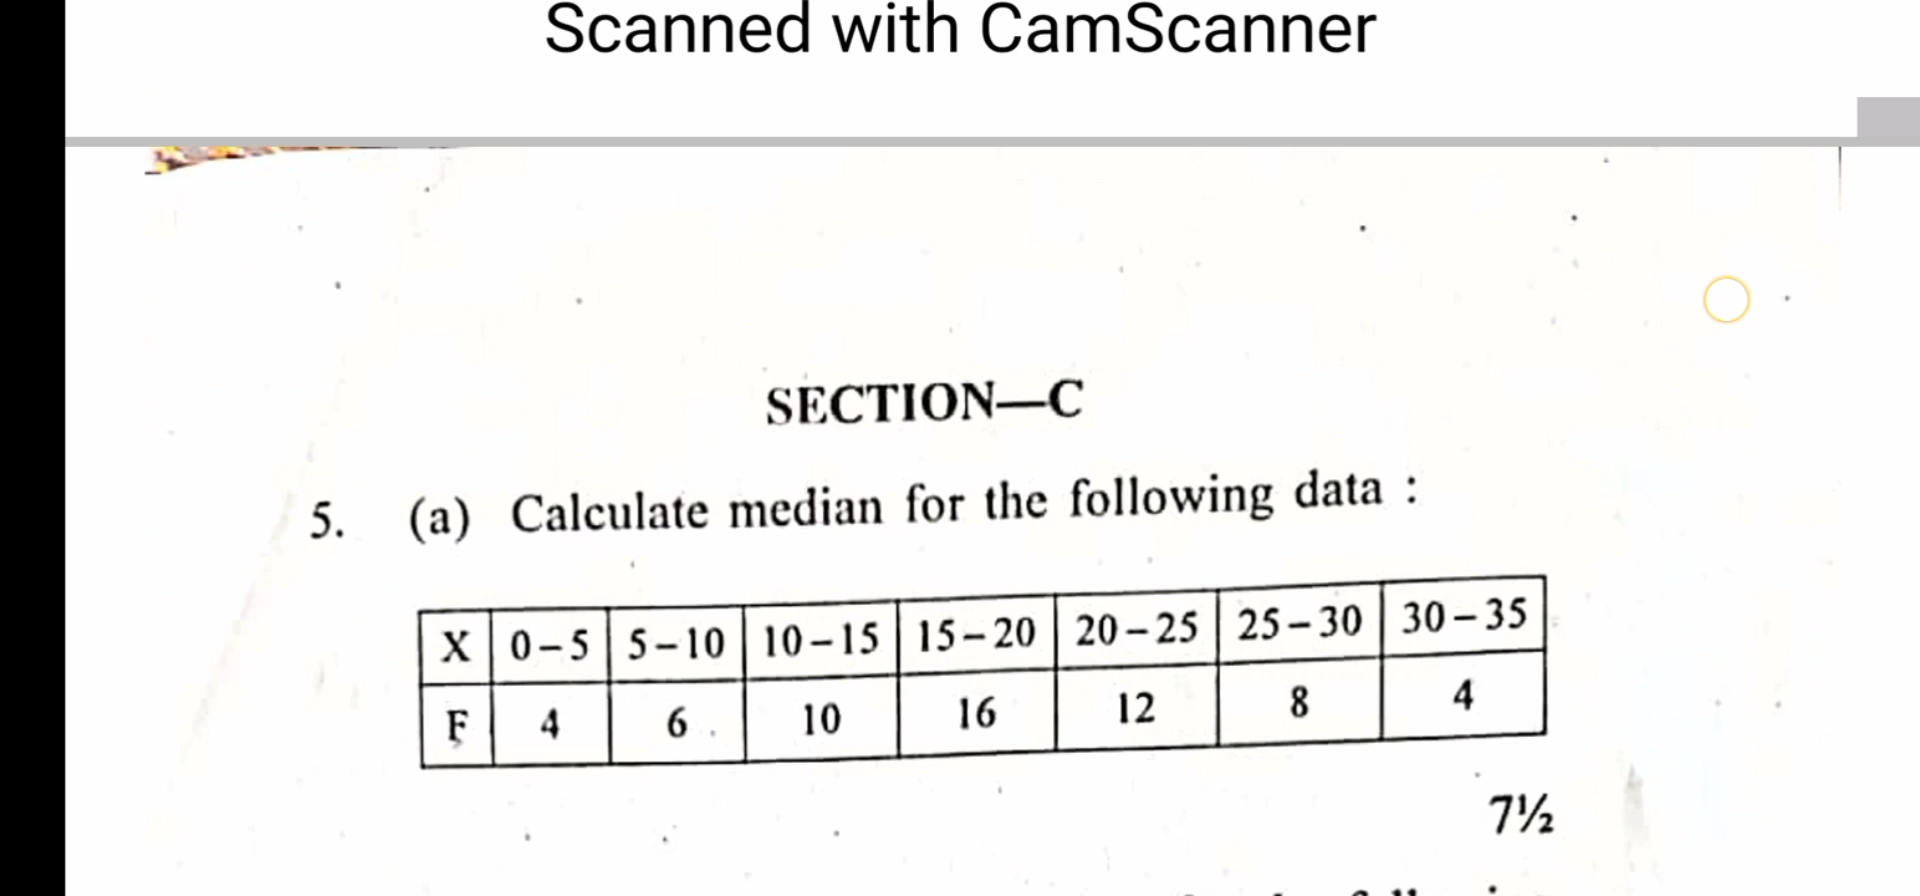 Scanned with CamScanner
SECTION—C
5. (a) Calculate median for the following data :
X 0–5 5–10 10–15 15–20 20–25 25–30 30–35
F 4 6 10 16 12 8 4
7½